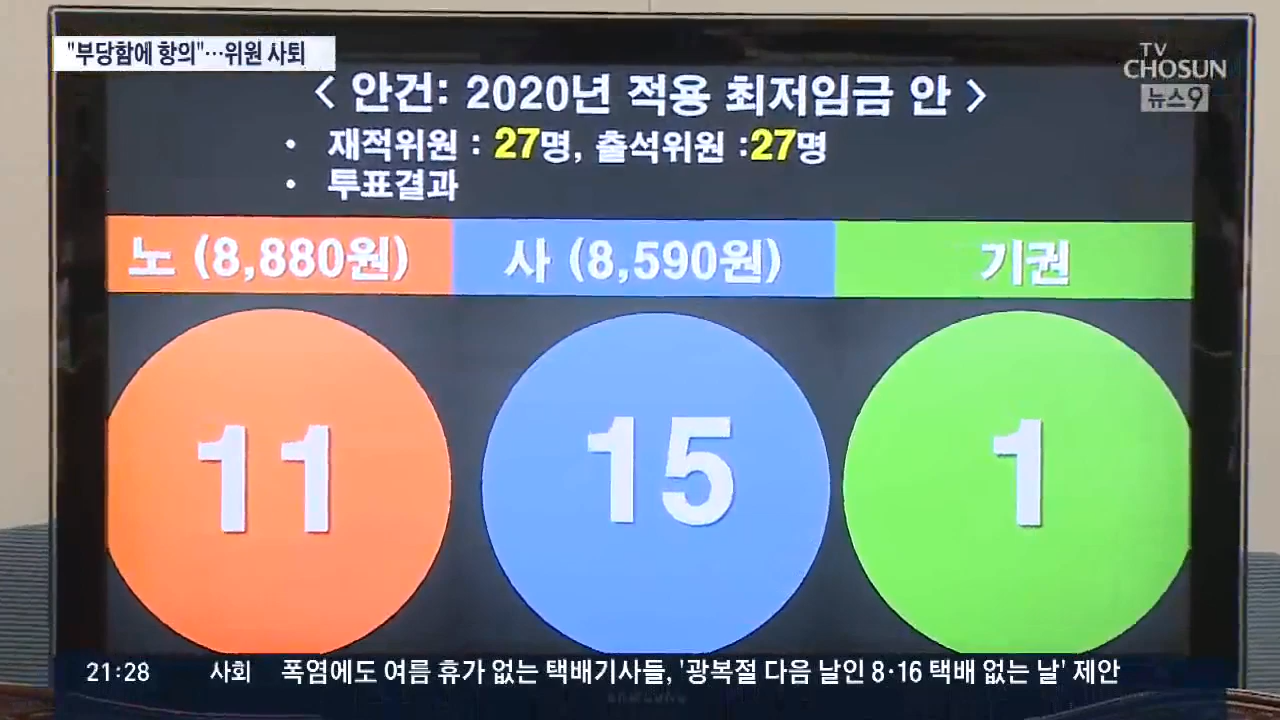 "부당함에 항의"…위원 사퇴
TV
CHOSUN
뉴스9
< 안건: 2020년 적용 최저임금 안 >
• 재적위원 : 27명, 출석위원 :27명
• 투표결과
노 (8,880원)
사 (8,590원)
기권
11
15
1
21:28 사회 폭염에도 여름 휴가 없는 택배기사들, '광복절 다음 날인 8·16 택배 없는 날' 제안
SAMSUNG